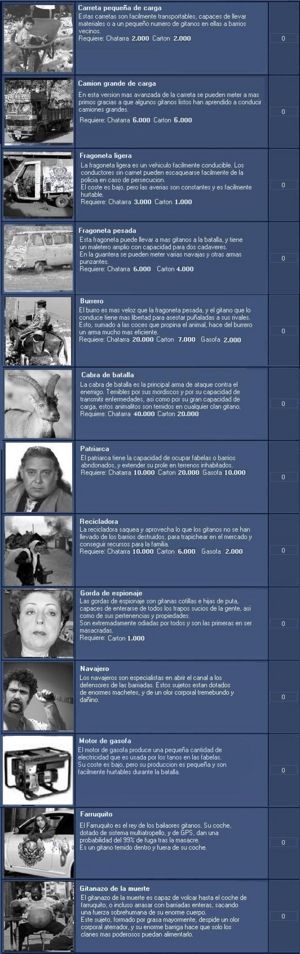 Carreta pequeña de carga
Estas carretas son facilmente transportables, capaces de llevar
materiales o a un pequeño numero de gitanos en ellas a barrios
vecinos.
Requiere: Chatarra 2.000 Carton 2.000
0
Camion grande de carga
En esta version mas avanzada de la carreta se pueden meter a mas
primos gracias a que algunos gitanos listos han aprendido a conducir
camiones grandes.
Requiere: Chatarra 6.000 Carton 6.000
0
Fragoneta ligera
La fragoneta ligera es un vehiculo facilmente conducible. Los
conductores sin carnet pueden escaquearse facilmente de la
policia en caso de persecucion.
El coste es bajo, pero las averias son constantes y es facilmente
hurtable.
Requiere: Chatarra 3.000 Carton 1.000
0
Fragoneta pesada
Esta fragoneta puede llevar a mas gitanos a la batalla, y tiene
un maletero amplio con capacidad para dos cadaveres.
En la guantera se pueden meter varias navajas y otras armas
punzantes.
Requiere: Chatarra 6.000 Carton 4.000
0
Burrero
El burro es mas veloz que la fragoneta pesada, y el gitano que lo
conduce tiene mas libertad para asestar puñaladas a sus rivales.
Esto, sumado a las coces que propina el animal, hace del burrero
un arma mucho mas eficiente.
Requiere: Chatarra 20.000 Carton 7.000 Gasofa 2.000
0
Cabra de batalla
La cabra de batalla es la principal arma de ataque contra el
enemigo. Temibles por sus mordiscos y por su capacidad de
transmitir enfermedades, asi como por su gran capacidad de
carga, estos animalitos son temidos en cualquier clan gitano.
Requiere: Chatarra 40.000 Carton 20.000
0
Patriarca
El patriarca tiene la capacidad de ocupar fabelas o barrios
abndonados, y extender su prole en terrenos inhabitados.
Requiere: Chatarra 10.000 Carton 20.000 Gasofa 10.000
0
Recicladora
La recicladora saquea y aprovecha lo que los gitanos no se han
llevado de los barrios destruidos, para trapichear en el mercado y
conseguir recursos para la familia.
Requiere: Chatarra 10.000 Carton 6.000 Gasofa 2.000
0
Gorda de espionaje
Las gordas de espionaje son gitanas cotillas e hijas de puta,
capaces de enterarse de todos los trapos sucios de la gente, asi
como de sus pertenencias y propiedades.
Son extremadamente odiadas por todos y son las primeras en ser
masacradas.
Requiere: Carton 1.000
0
Navajero
Los navajeros son especialistas en abrir el canal a los
defensores de las barriadas. Estos sujetos estan dotados
de enormes machetes, y de un olor corporal tremebundo y
dañino.
0
Motor de gasofa
El motor de gasofa produce una pequeña cantidad de
electricidad que es usada por los tanos en las fabelas.
Su coste es bajo, pero su produccion es pequeña y son
facilmente hurtables durante la batalla.
0
Farruquito
El Farruquito es el rey de los bailaores gitanos. Su coche,
dotado de sistema multiatropello, y de GPS, dan una
probabilidad del 99% de fuga tras la masacre.
Es un gitano temido dentro y fuera de su coche.
0
Gitanazo de la muerte
El gitanazo de la muerte es capaz de volcar hasta el coche de
farruquito, o incluso arrasar con barriadas enteras, sacando
una fuerza sobrehumana de su enorme cuerpo.
Este sujeto, formado por grasa mayormente, despide un olor
corporal aterrador, y su enorme barriga hace que solo los
clanes mas poderosos puedan alimentarlo.
0